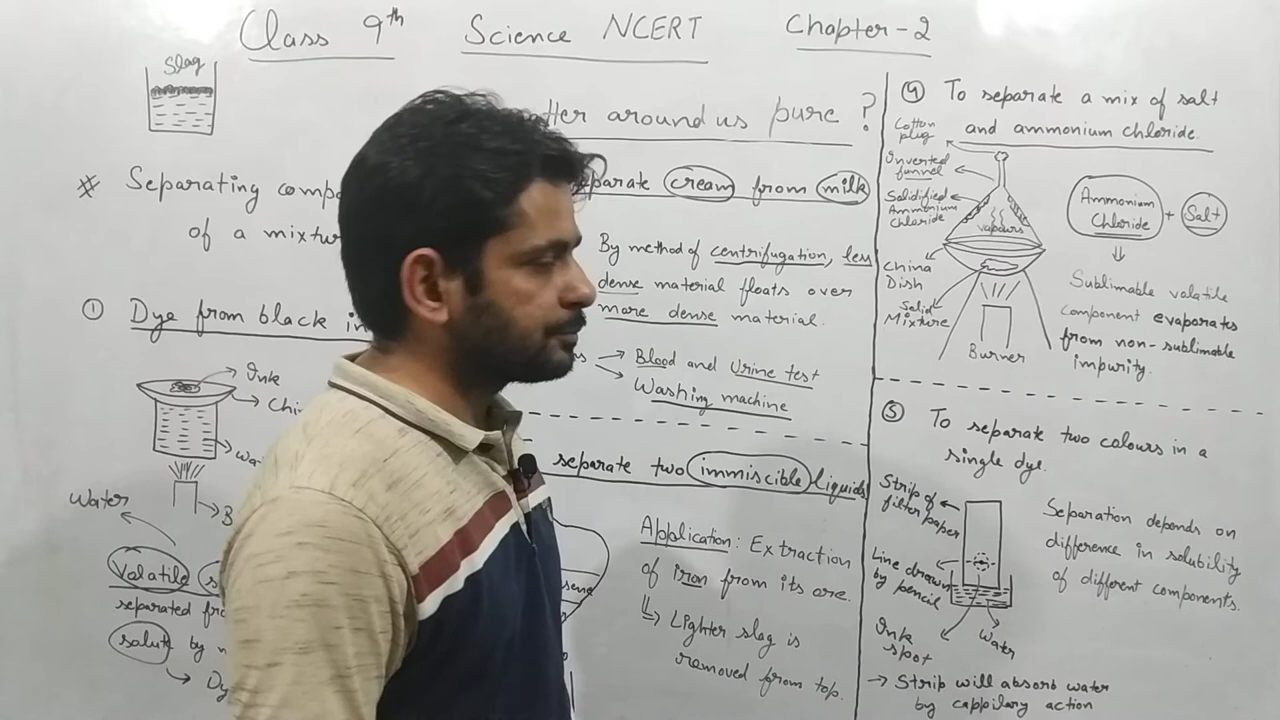 Class 9th Science NCERT Chapter-2
Slag
tter around us pure ?
# Separating compo
of a mixtur
① Dye from black in
Ink
Chi
Wa
B
Water
Volatile s
separated fr
solute by
Dy
parate cream from milk
By method of centrifugation, less
dense material floats over
more dense material.
s → Blood and Urine test
→ Washing machine
separate two immiscible liquids
Application: Extraction
of iron from its ore.
Lighter slag is
removed from top.
④ To separate a mix of salt
and ammonium chloride.
Cotton
plug
Inverted
funnel
Solidified
Ammonium
Chloride
vapours
China
Dish
Solid
Mixture
Burner
Ammonium
Chloride + Salt
⇓
Sublimable volatile
component evaporates
from non-sublimable
impurity.
⑤ To separate two colours in a
single dye.
Strip of
filter paper
Line drawn
by pencil
Ink
spot
Water
Separation depends on
difference in solubility
of different components.
→ Strip will absorb water
by cappilary action